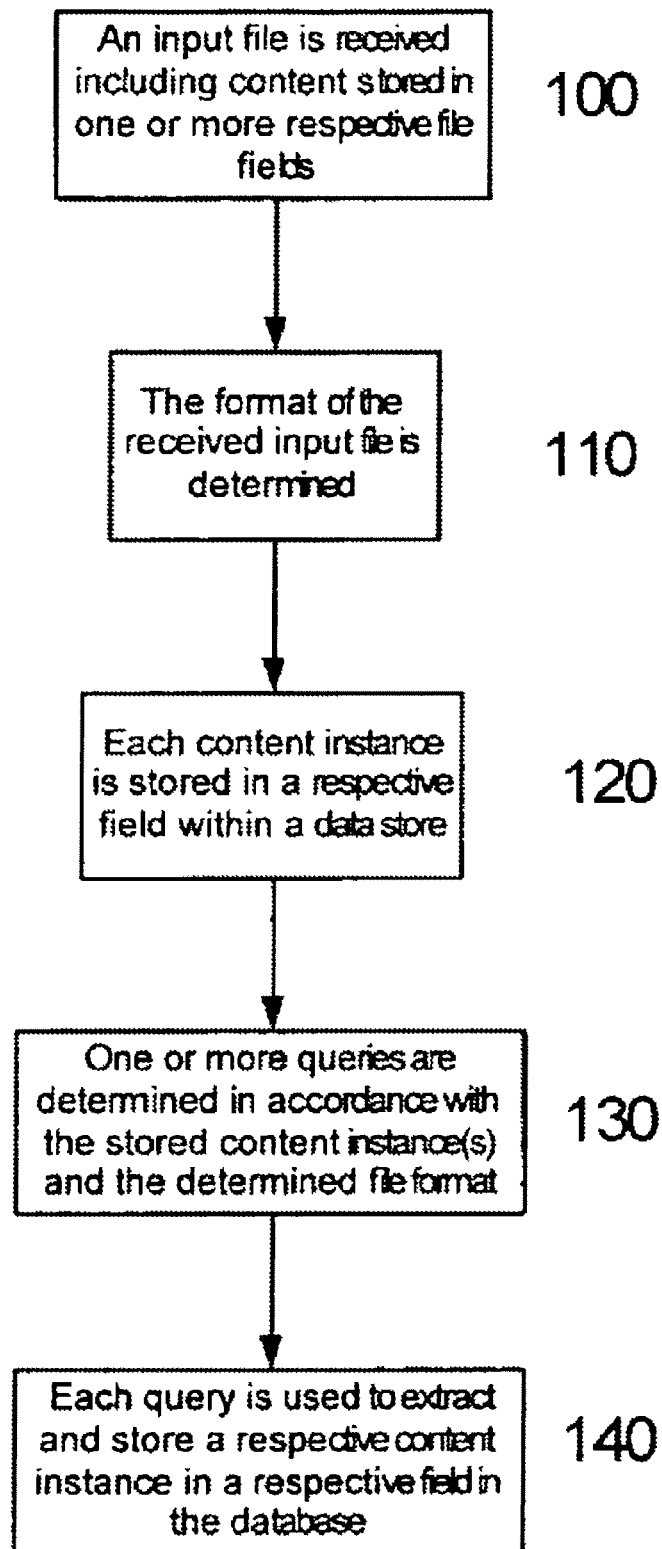 An input file is received
including content stored in
one or more respective file
fields
100
The format of the
received input file is
determined
110
Each content instance
is stored in a respective
field within a data store
120
One or more queries are
determined in accordance with
the stored content instance(s)
and the determined file format
130
Each query is used to extract
and store a respective content
instance in a respective field in
the database
140